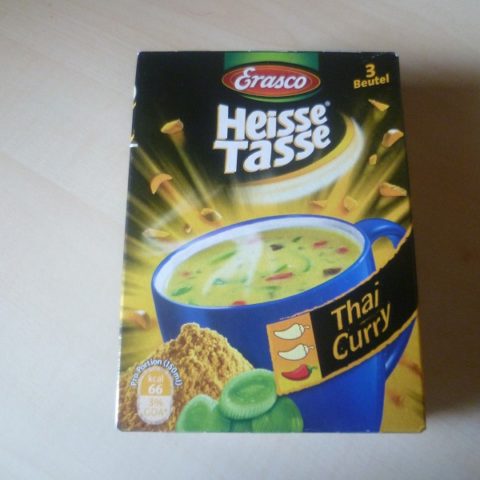 Erasco
3
Beutel
Heisse
Tasse
Thai
Curry
Pro Portion (150ml)
kcal
66
3%
GDA*